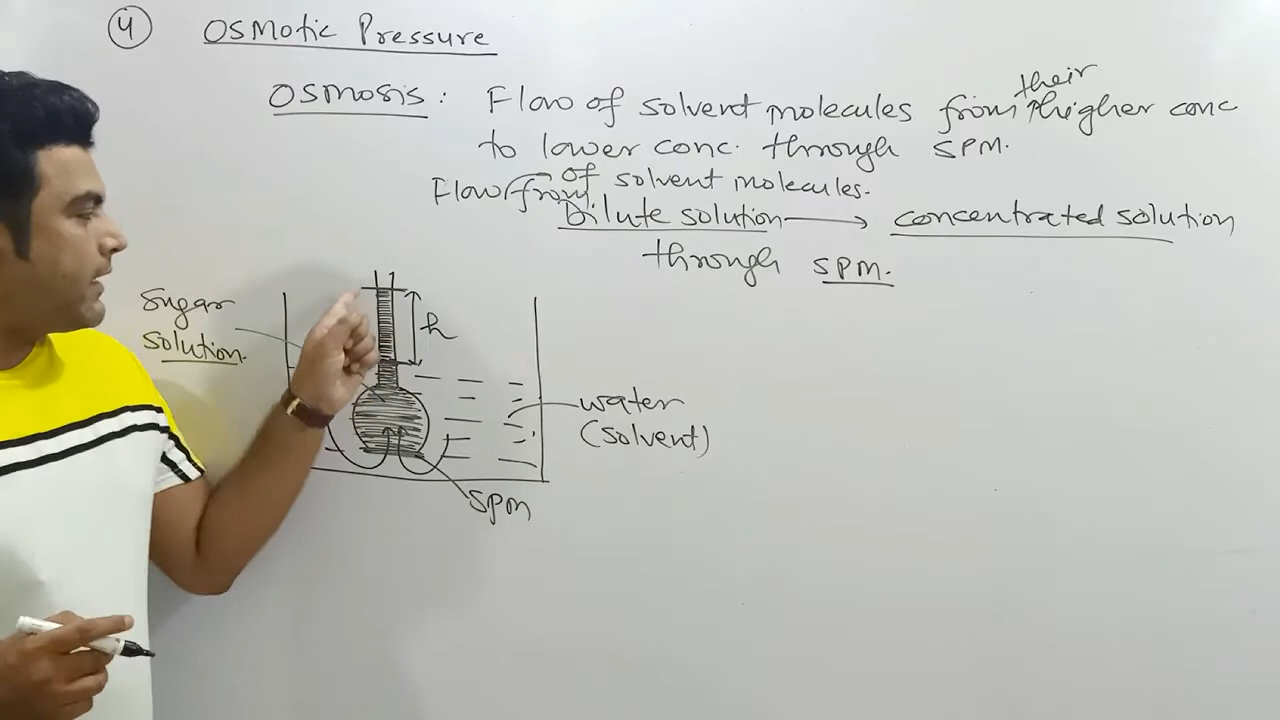 4 Osmotic Pressure
Osmosis: Flow of solvent molecules from their higher conc
to lower conc. through SPM.
Flow from of solvent molecules.
Dilute solution → concentrated solution
through SPM.
Sugar
solution.
h
water
(solvent)
SPM